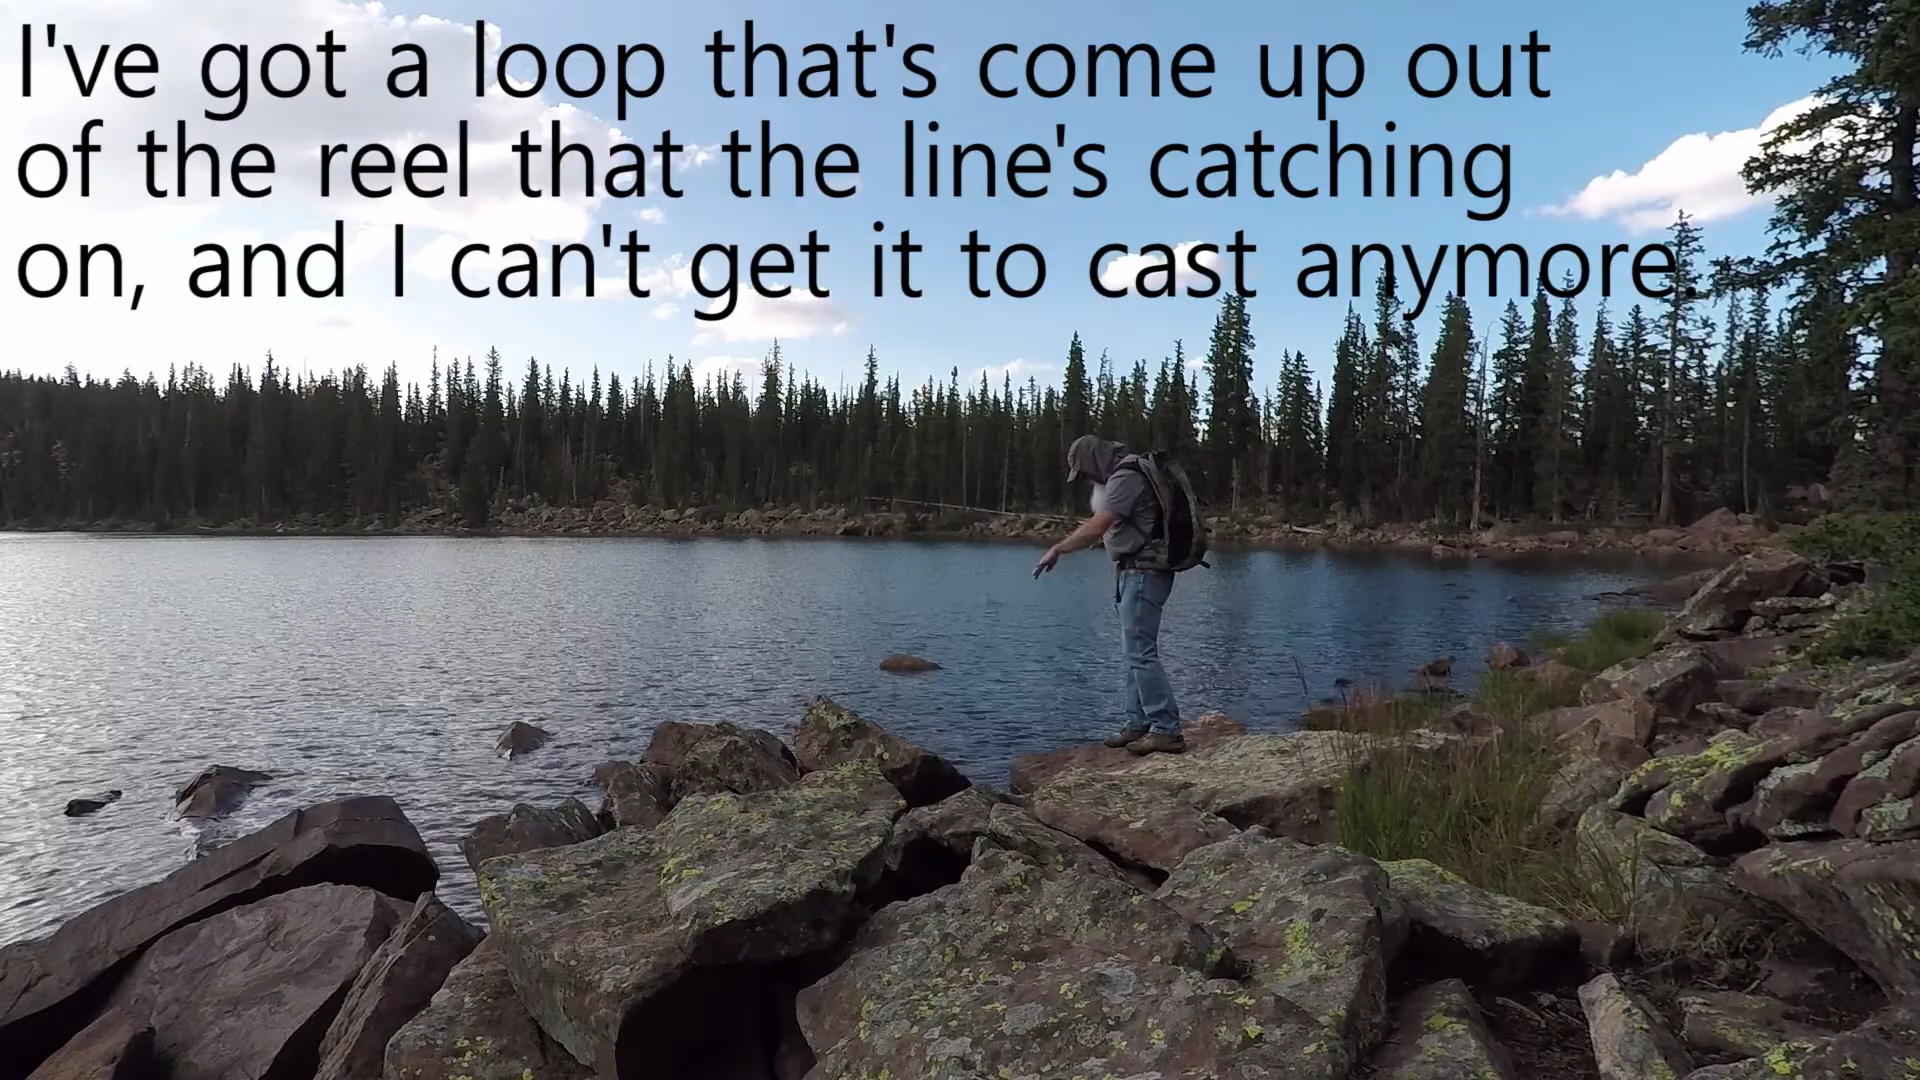 I've got a loop that's come up out
of the reel that the line's catching
on, and I can't get it to cast anymore.